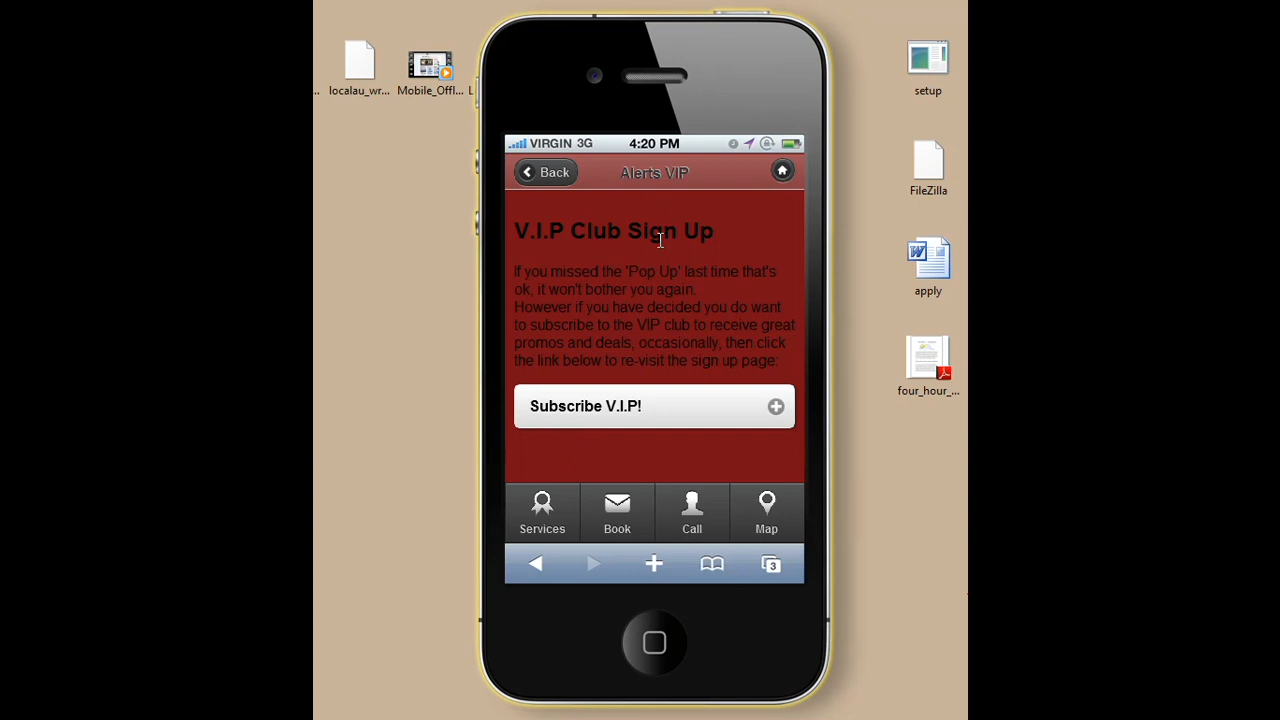 localau_wr...
Mobile_Offl...
setup
FileZilla
W
apply
four_hour_...
VIRGIN 3G
4:20 PM
Back
Alerts VIP
V.I.P Club Sign Up
If you missed the 'Pop Up' last time that's
ok, it won't bother you again.
However if you have decided you do want
to subscribe to the VIP club to receive great
promos and deals, occasionally, then click
the link below to re-visit the sign up page:
Subscribe V.I.P!
Services
Book
Call
Map
3